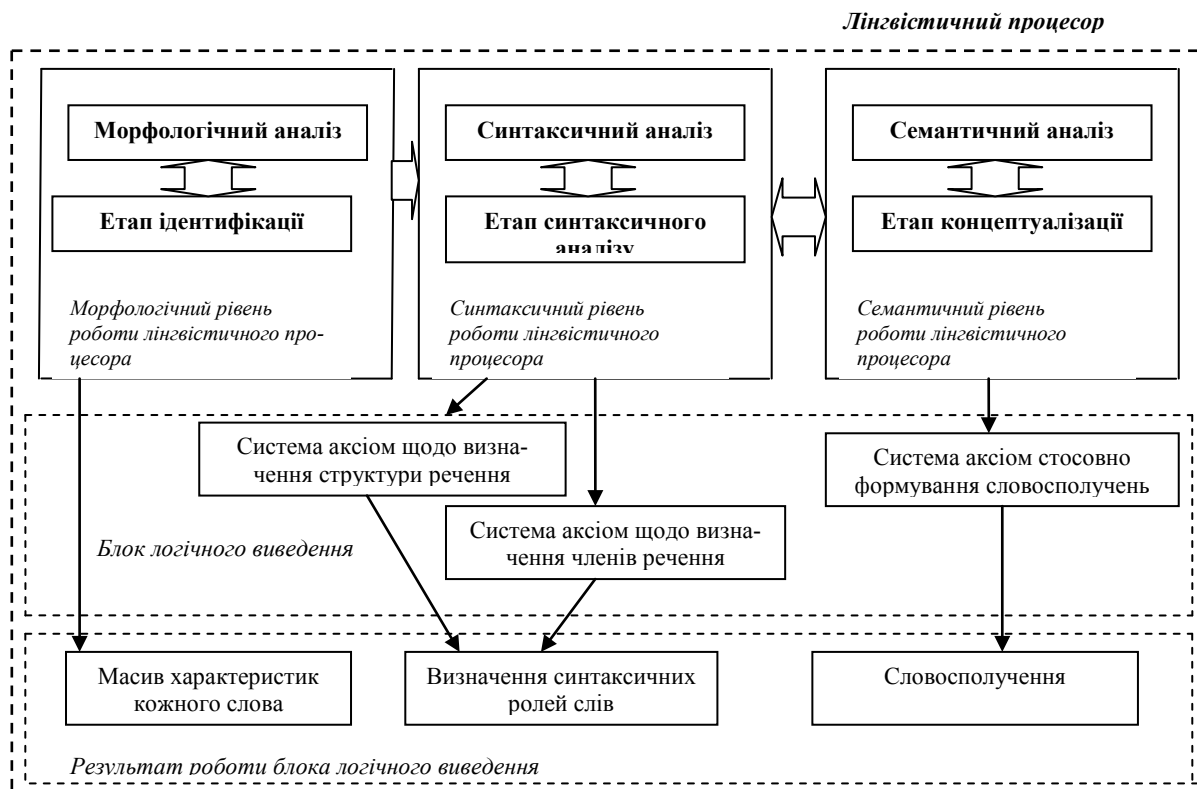 Лінгвістичний процесор
Морфологічний аналіз
Етап ідентифікації
Морфологічний рівень
роботи лінгвістичного про-
цесора
Синтаксичний аналіз
Етап синтаксичного
аналізу
Синтаксичний рівень
роботи лінгвістичного
процесора
Семантичний аналіз
Етап концептуалізації
Семантичний рівень
роботи лінгвістичного
процесора
Система аксіом щодо визна-
чення структури речення
Система аксіом щодо визна-
чення членів речення
Система аксіом стосовно
формування словосполучень
Блок логічного виведення
Масив характеристик
кожного слова
Визначення синтаксичних
ролей слів
Словосполучення
Результат роботи блока логічного виведення